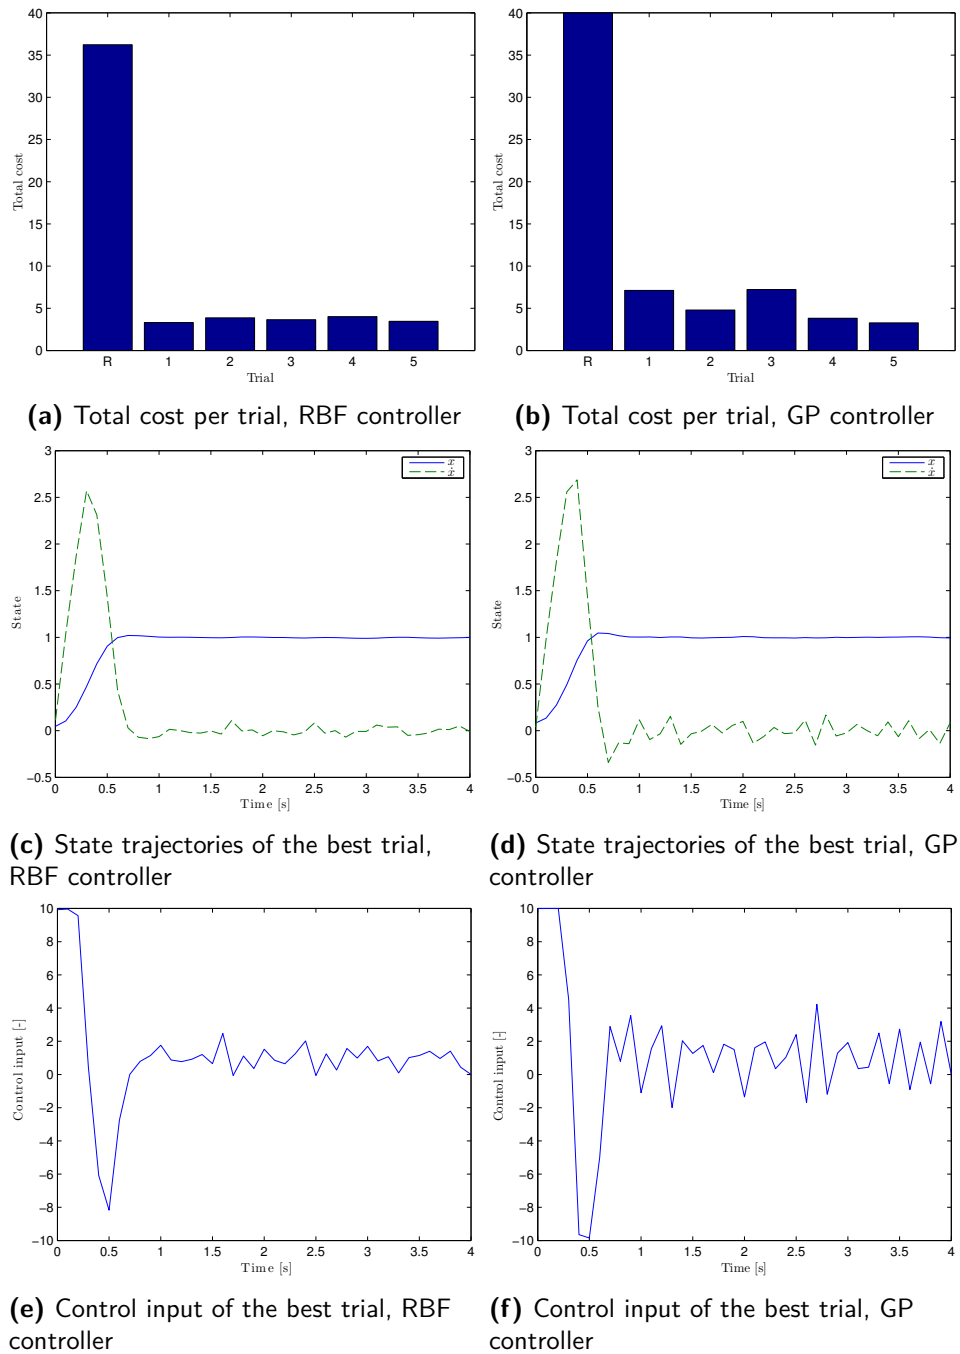 40
35
30
25
20
15
10
5
0
Total cost
R 1 2 3 4 5
Trial
40
35
30
25
20
15
10
5
0
Total cost
R 1 2 3 4 5
Trial
(a) Total cost per trial, RBF controller
(b) Total cost per trial, GP controller
3
2.5
2
1.5
1
0.5
0
−0.5
State
x
ẋ
0 0.5 1 1.5 2 2.5 3 3.5 4
Time [s]
3
2.5
2
1.5
1
0.5
0
−0.5
State
x
ẋ
0 0.5 1 1.5 2 2.5 3 3.5 4
Time [s]
(c) State trajectories of the best trial,
RBF controller
(d) State trajectories of the best trial, GP
controller
10
8
6
4
2
0
−2
−4
−6
−8
−10
Control input [-]
0 0.5 1 1.5 2 2.5 3 3.5 4
Time [s]
10
8
6
4
2
0
−2
−4
−6
−8
−10
Control input [-]
0 0.5 1 1.5 2 2.5 3 3.5 4
Time [s]
(e) Control input of the best trial, RBF
controller
(f) Control input of the best trial, GP
controller